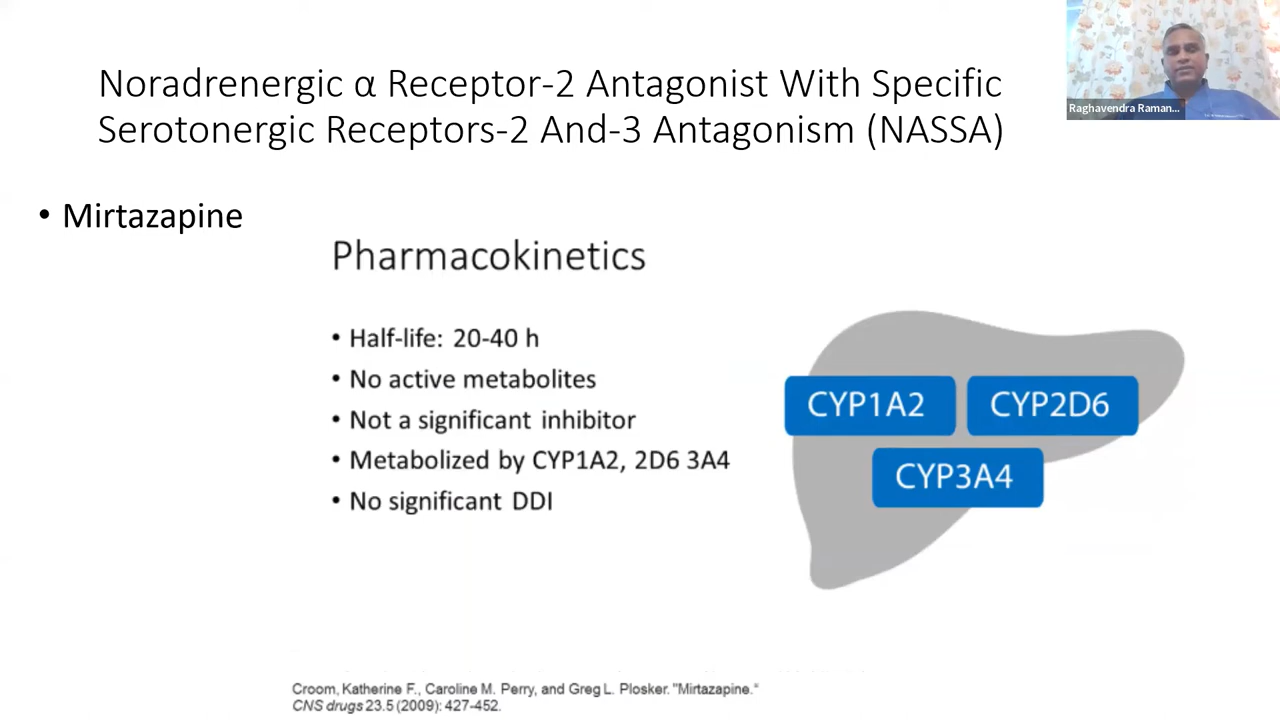 Noradrenergic α Receptor-2 Antagonist With Specific
Serotonergic Receptors-2 And-3 Antagonism (NASSA)
Raghavendra Raman...
• Mirtazapine
Pharmacokinetics
• Half-life: 20-40 h
• No active metabolites
• Not a significant inhibitor
• Metabolized by CYP1A2, 2D6 3A4
• No significant DDI
CYP1A2
CYP2D6
CYP3A4
Croom, Katherine F., Caroline M. Perry, and Greg L. Plosker. "Mirtazapine."
CNS drugs 23.5 (2009): 427-452.